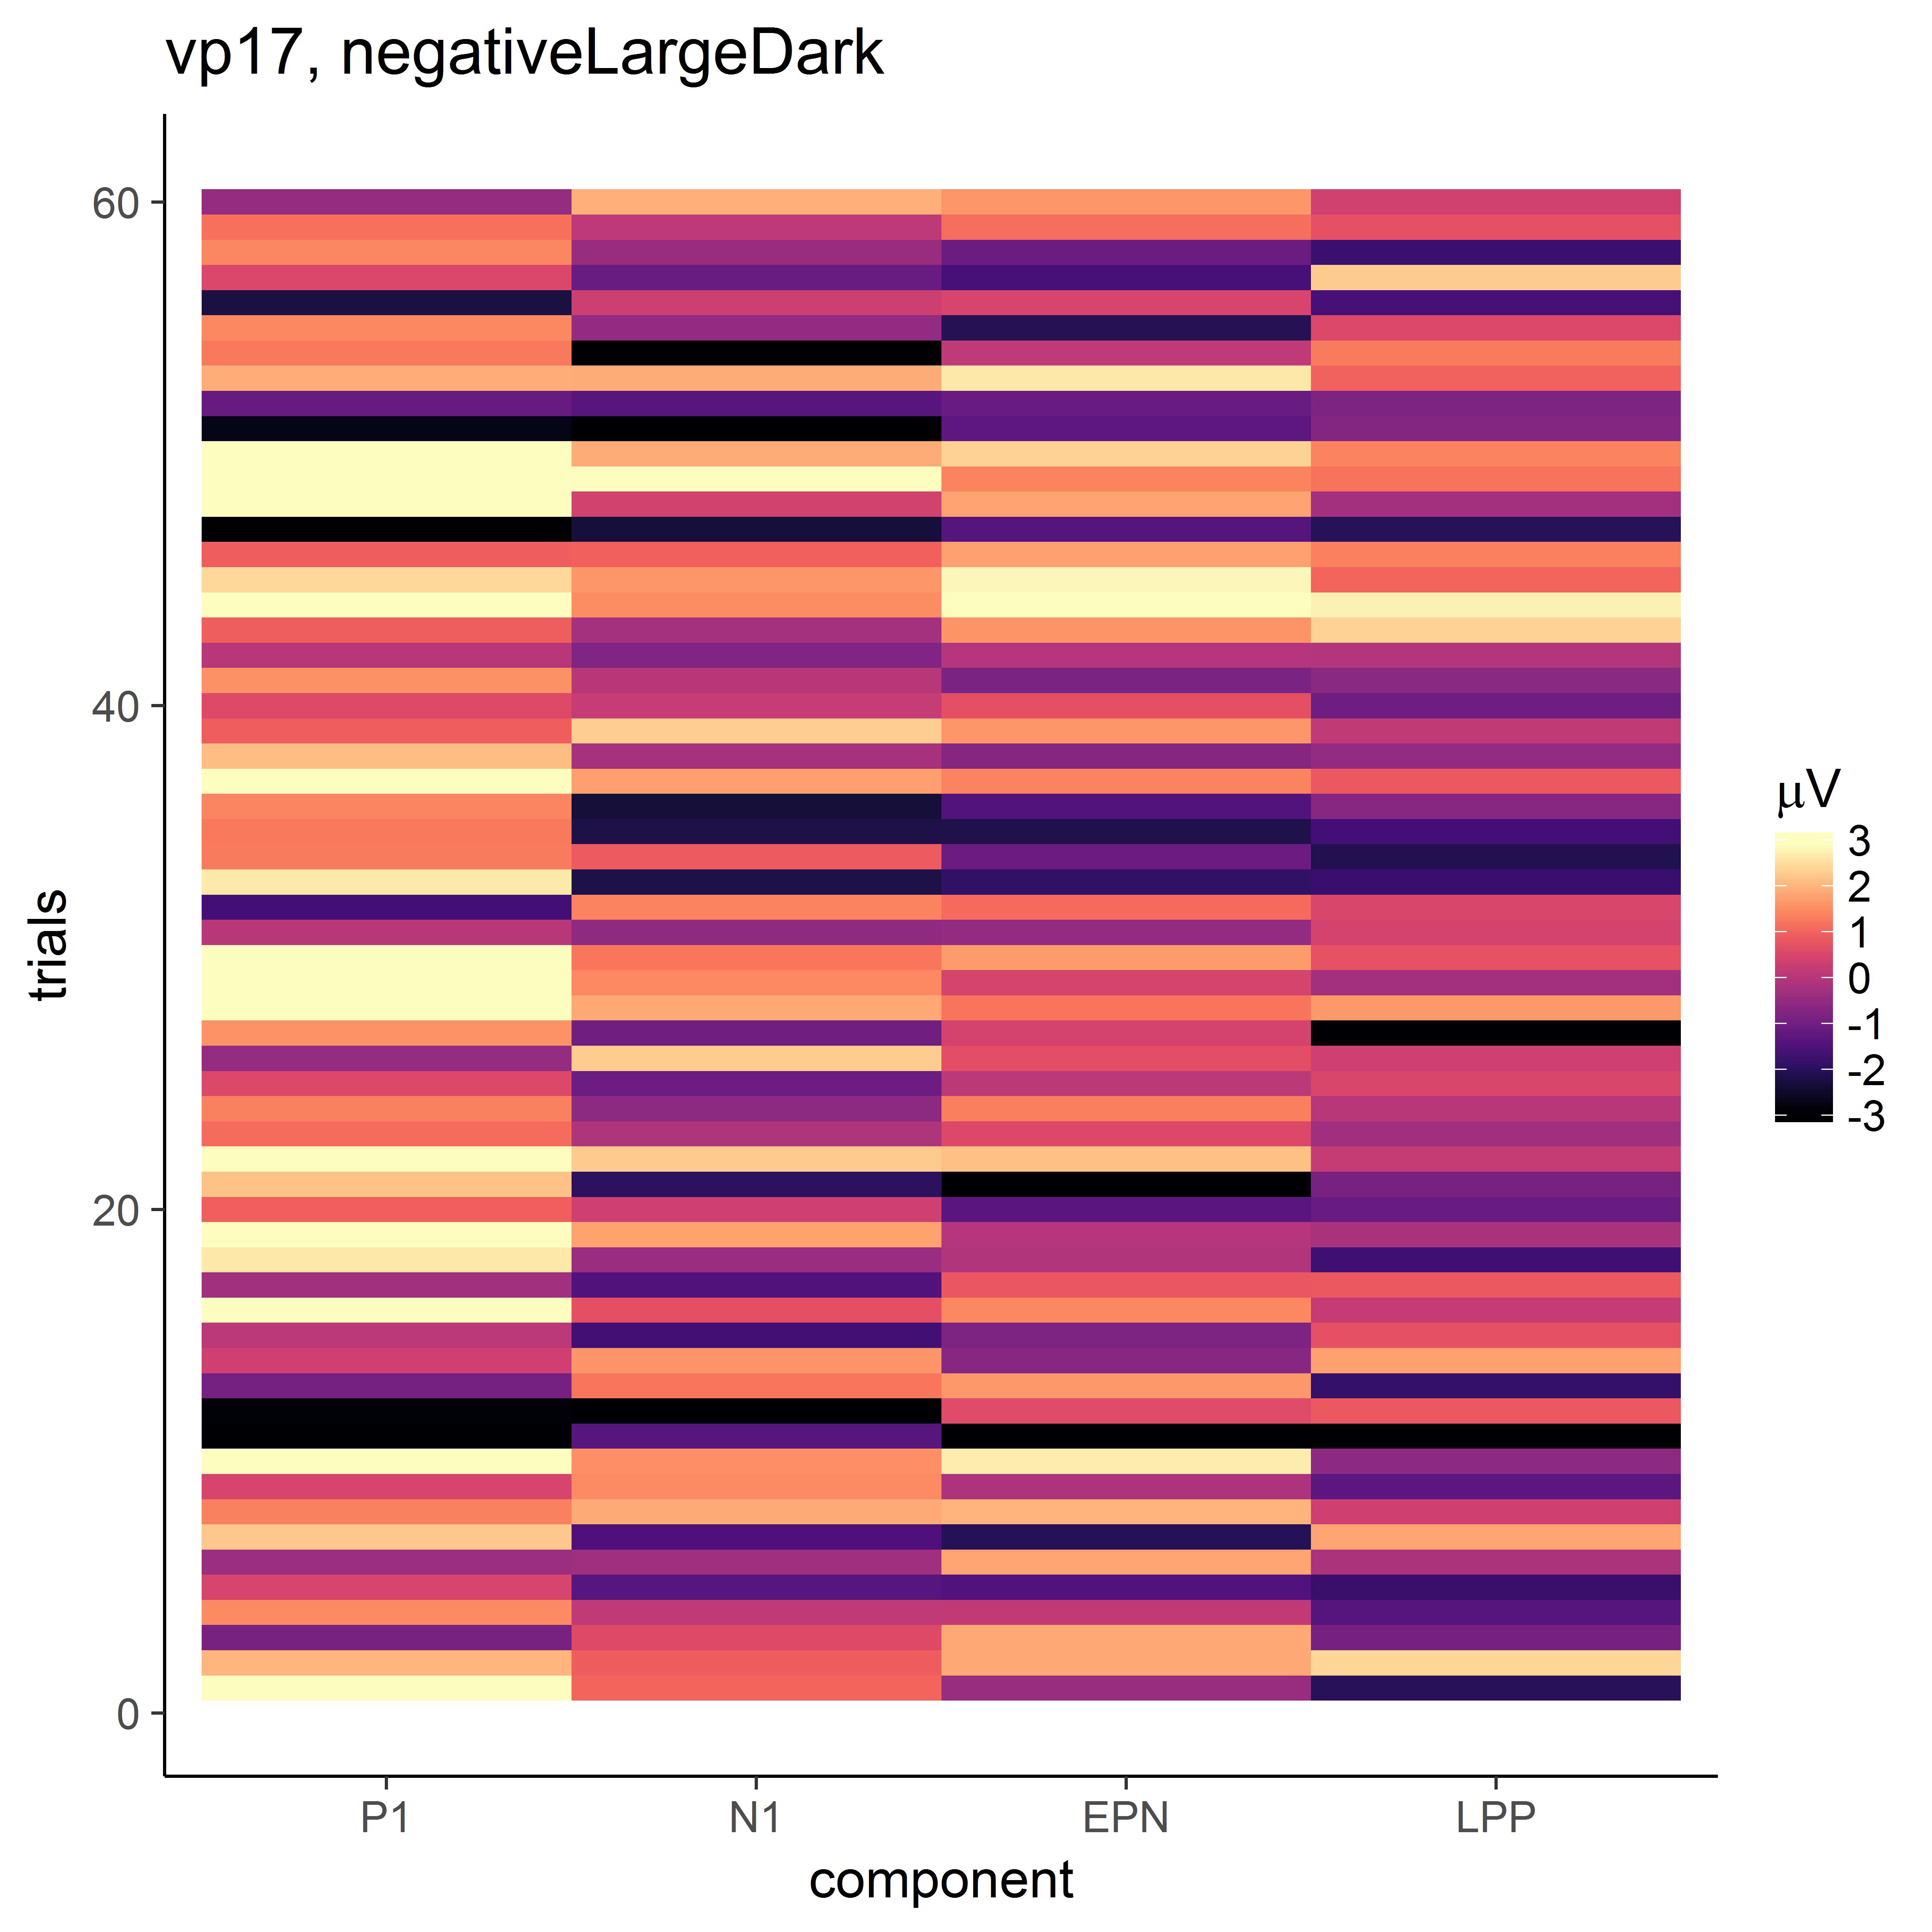 vp17, negativeLargeDark
60
40
20
0
trials
P1 N1 EPN LPP
component
μV
3
2
1
0
-1
-2
-3